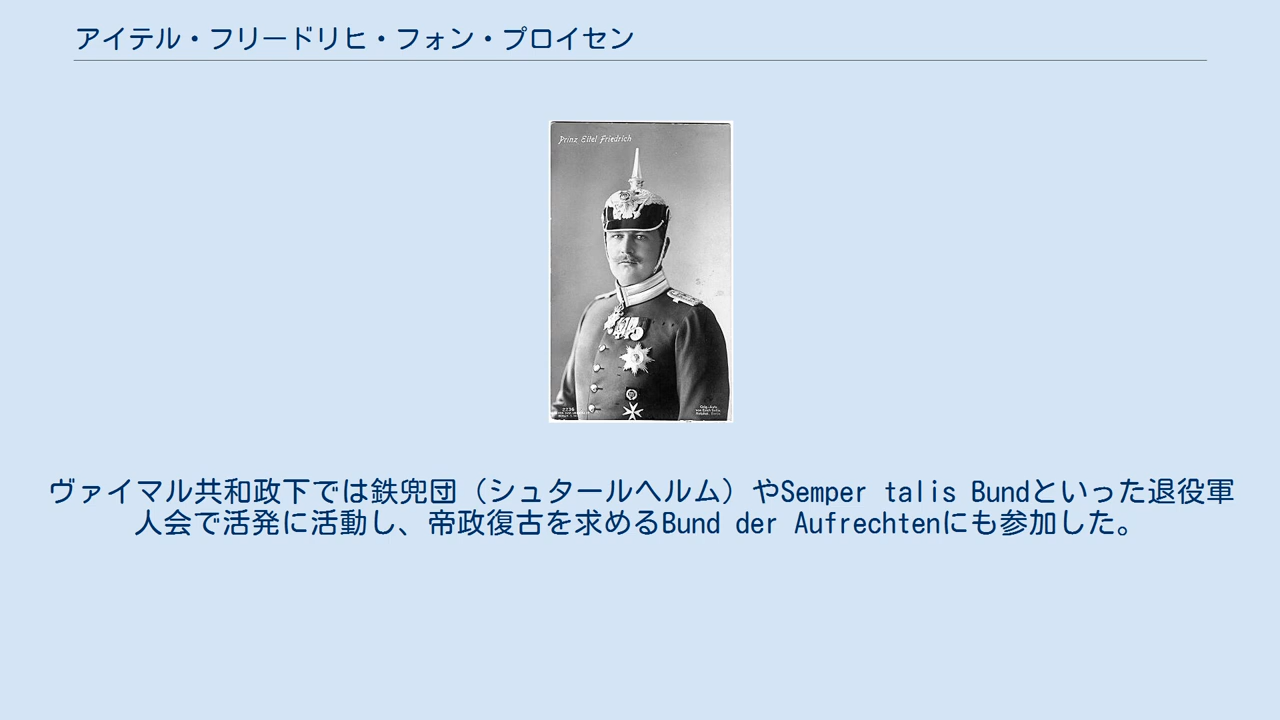 アイテル・フリードリヒ・フォン・プロイセン
Prinz Eitel Friedrich
2236
ヴァイマル共和政下では鉄兜団（シュタールヘルム）やSemper talis Bundといった退役軍
人会で活発に活動し、帝政復古を求めるBund der Aufrechtenにも参加した。